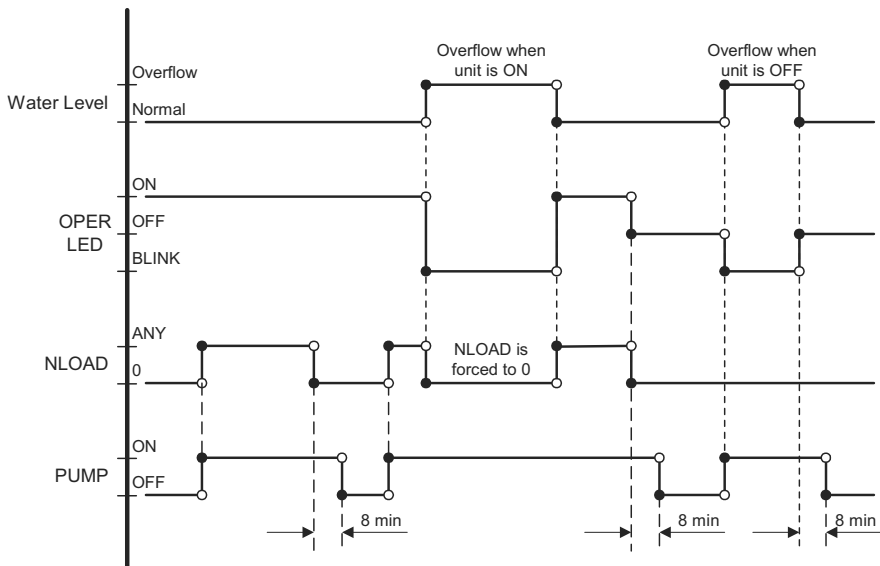 Overflow when
unit is ON
Overflow when
unit is OFF
Water Level
Overflow
Normal
OPER
LED
ON
OFF
BLINK
NLOAD
ANY
0
NLOAD is
forced to 0
PUMP
ON
OFF
8 min
8 min
8 min